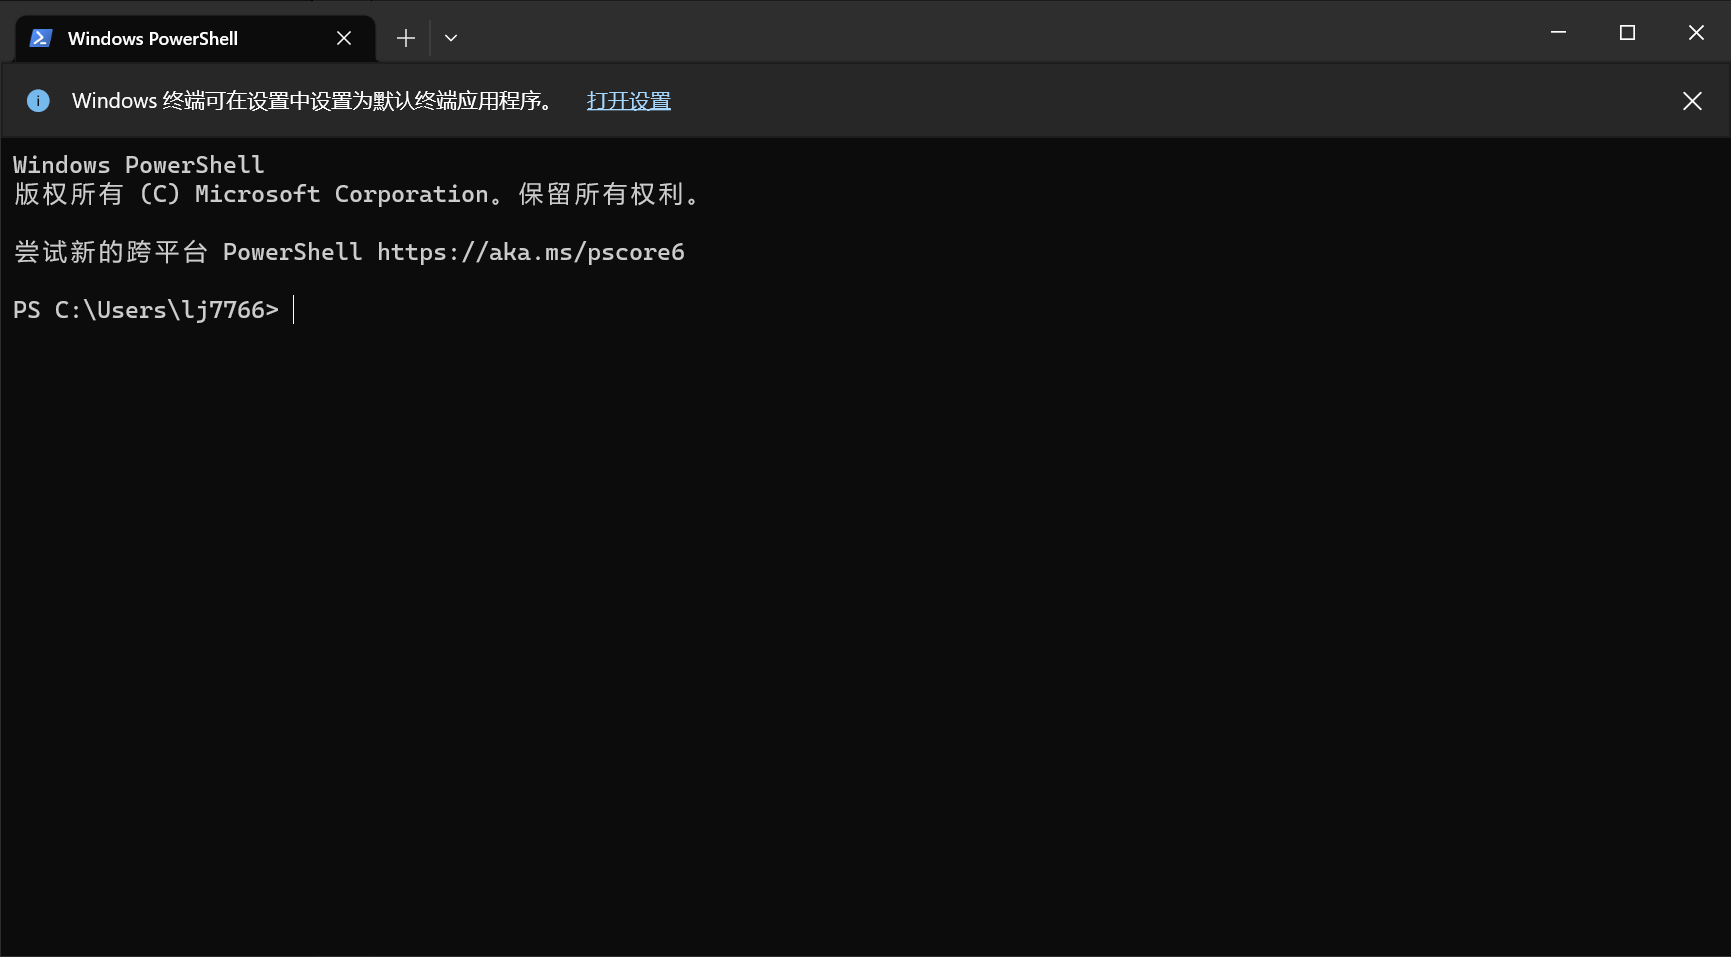 Windows PowerShell
Windows 终端可在设置中设置为默认终端应用程序。 打开设置
Windows PowerShell
版权所有 (C) Microsoft Corporation。保留所有权利。
尝试新的跨平台 PowerShell https://aka.ms/pscore6
PS C:\Users\lj7766>